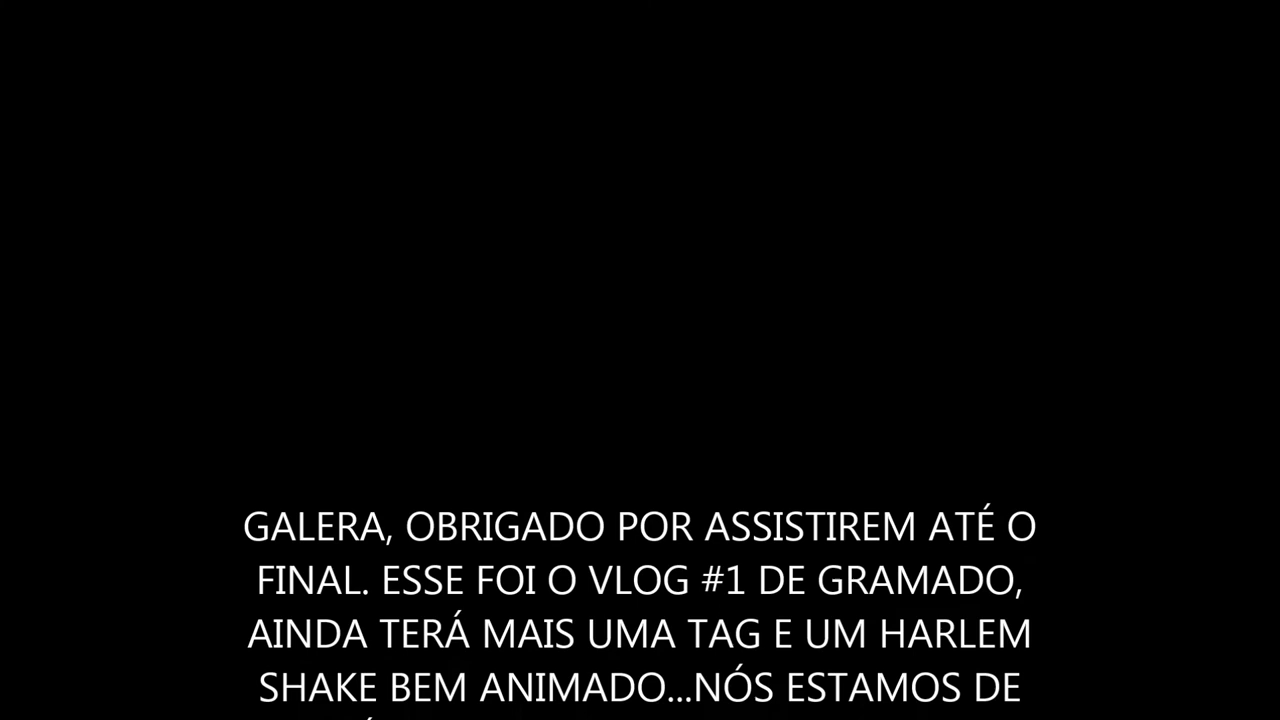 GALERA, OBRIGADO POR ASSISTIREM ATÉ O
FINAL. ESSE FOI O VLOG #1 DE GRAMADO,
AINDA TERÁ MAIS UMA TAG E UM HARLEM
SHAKE BEM ANIMADO...NÓS ESTAMOS DE